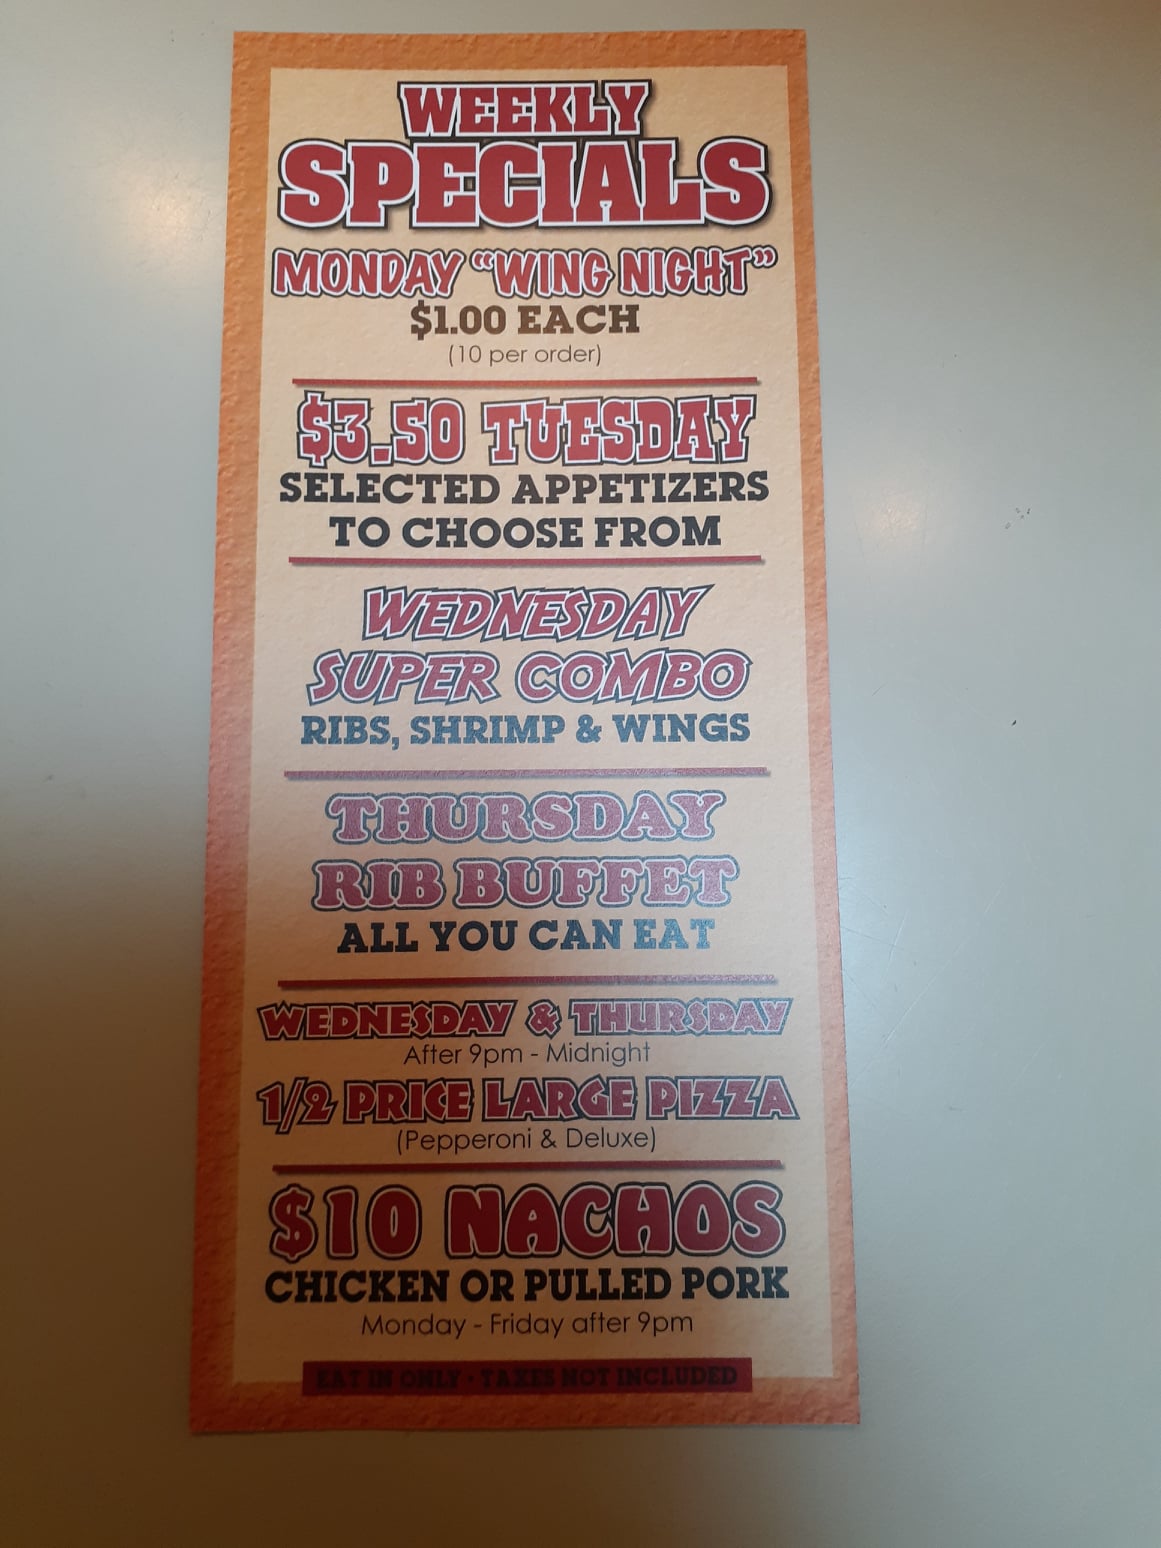 WEEKLY
SPECIALS
MONDAY “WING NIGHT”
$1.00 EACH
(10 per order)
$3.50 TUESDAY
SELECTED APPETIZERS
TO CHOOSE FROM
WEDNESDAY
SUPER COMBO
RIBS, SHRIMP & WINGS
THURSDAY
RIB BUFFET
ALL YOU CAN EAT
WEDNESDAY & THURSDAY
After 9pm - Midnight
1/2 PRICE LARGE PIZZA
(Pepperoni & Deluxe)
$10 NACHOS
CHICKEN OR PULLED PORK
Monday - Friday after 9pm
EAT IN ONLY • TAXES NOT INCLUDED